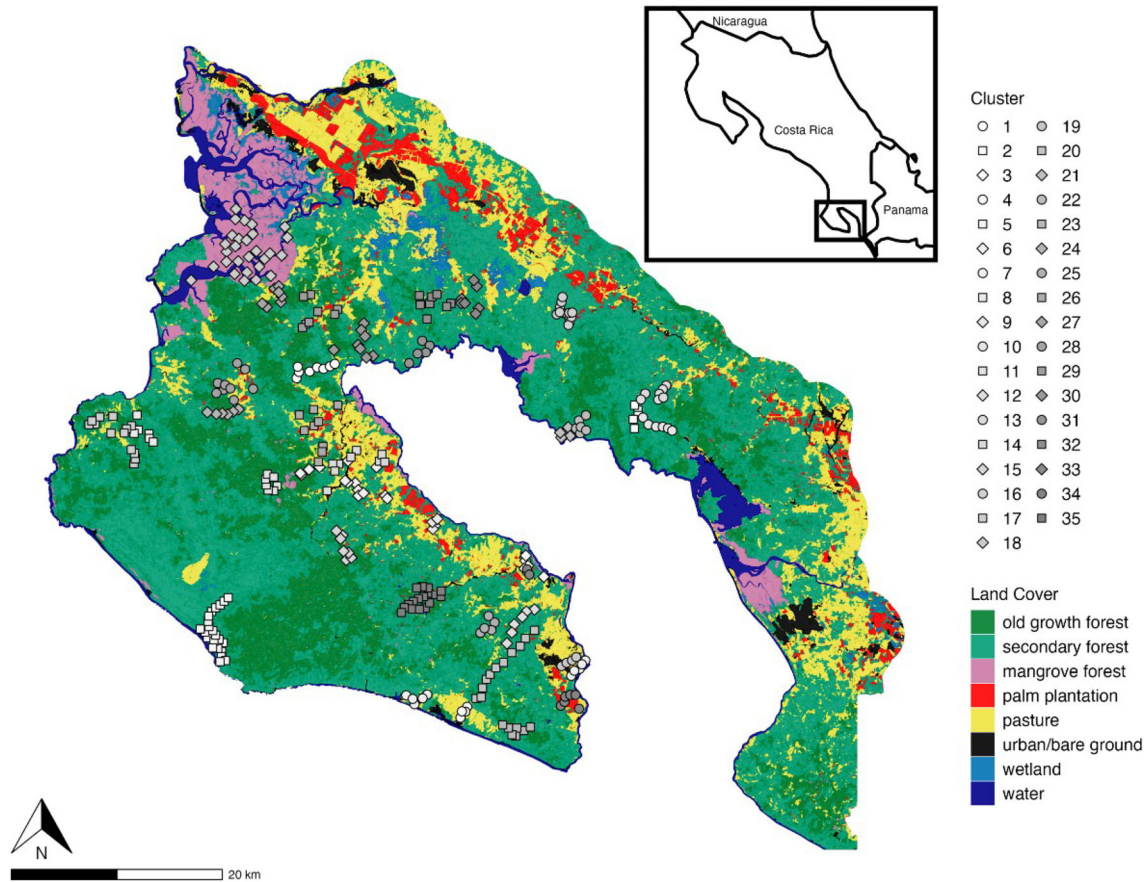 Nicaragua
Costa Rica
Panama
Cluster
1 19
2 20
3 21
4 22
5 23
6 24
7 25
8 26
9 27
10 28
11 29
12 30
13 31
14 32
15 33
16 34
17 35
18
Land Cover
old growth forest
secondary forest
mangrove forest
palm plantation
pasture
urban/bare ground
wetland
water
N
20 km